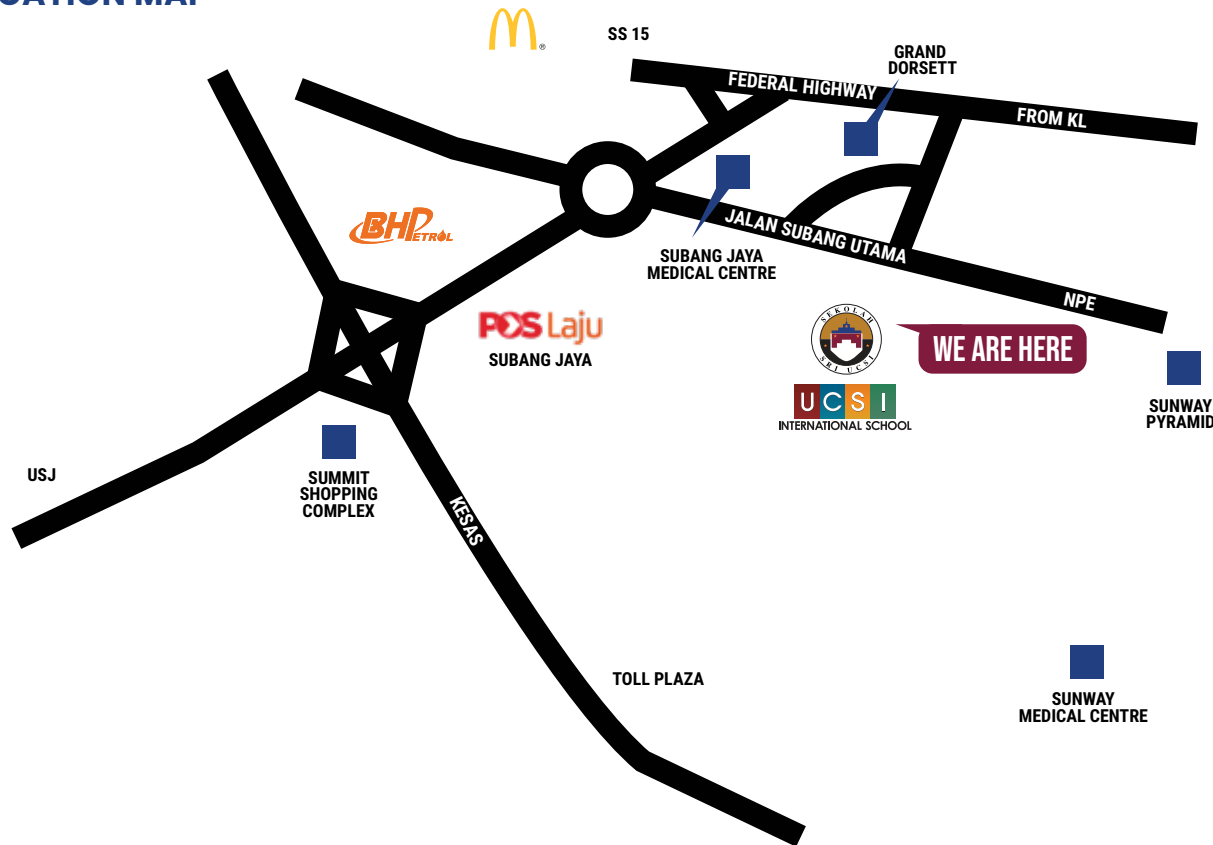 SS 15
GRAND
DORSETT
FEDERAL HIGHWAY
FROM KL
BHPETROL
JALAN SUBANG UTAMA
SUBANG JAYA
MEDICAL CENTRE
NPE
POS Laju
SUBANG JAYA
SEKOLAH
SRI UCSI
WE ARE HERE
UCSI
INTERNATIONAL SCHOOL
SUNWAY
PYRAMID
USJ
SUMMIT
SHOPPING
COMPLEX
KESAS
TOLL PLAZA
SUNWAY
MEDICAL CENTRE